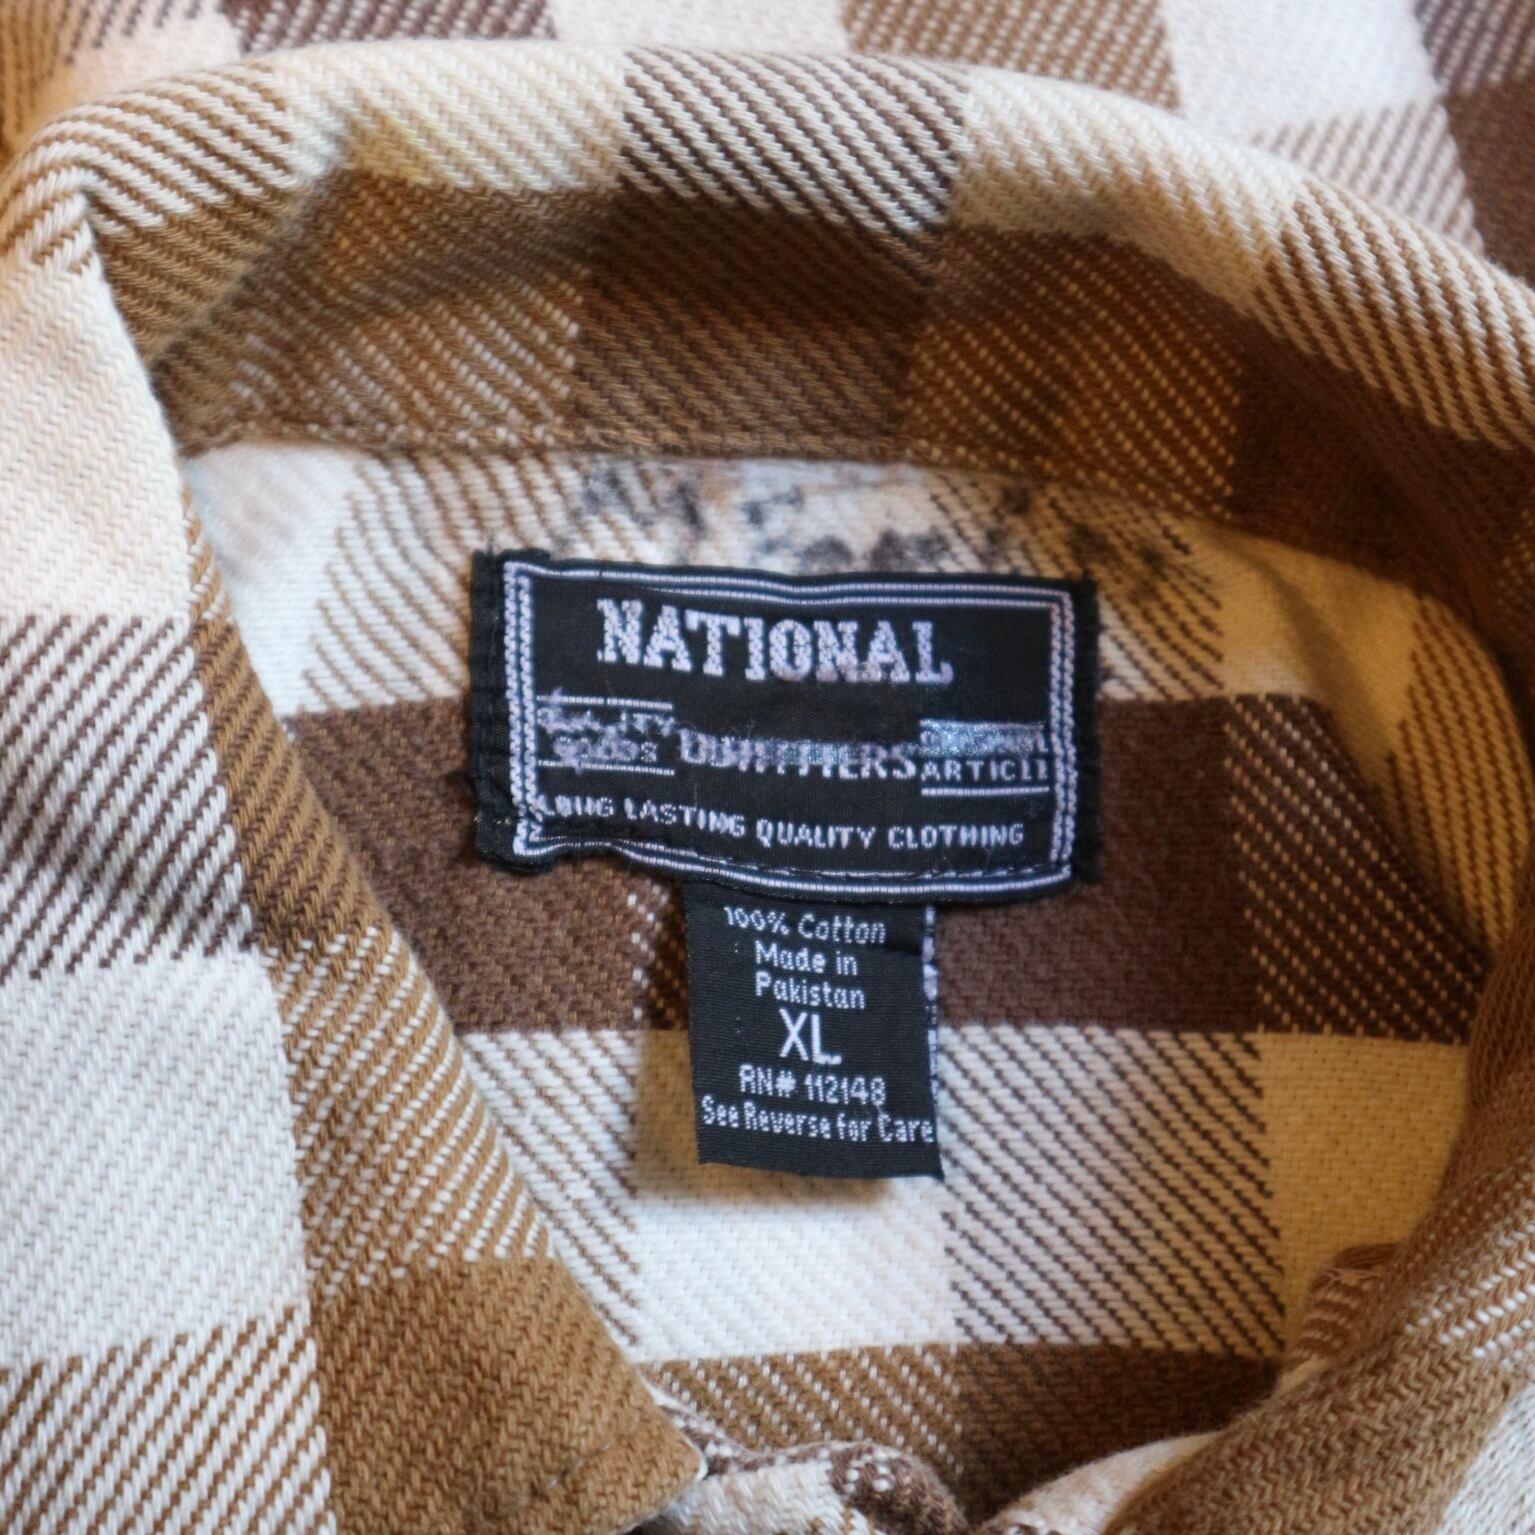 NATIONAL
GOODS OUTFITTERS ARTICLE
LONG LASTING QUALITY CLOTHING
100% Cotton
Made in
Pakistan
XL
RN# 112148
See Reverse for Care